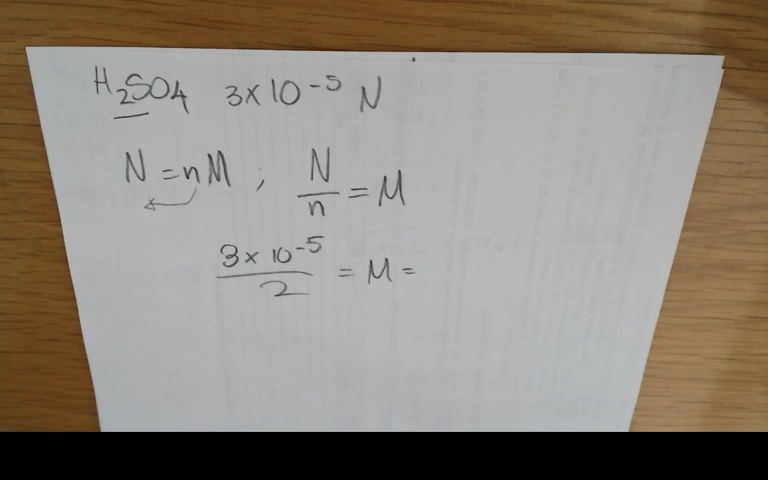 H₂SO4 3x10⁻⁵ N
N = nM ; N/n = M
3x10⁻⁵/2 = M =